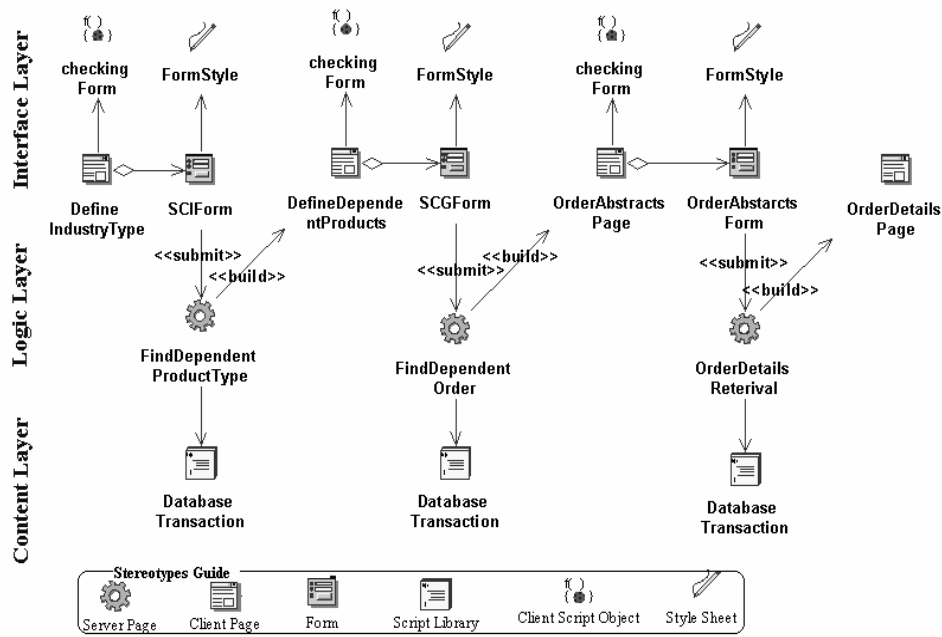 Interface Layer
f()
{ }
checking
Form
FormStyle
f()
{ }
checking
Form
FormStyle
f()
{ }
checking
Form
FormStyle
Define
IndustryType
SCIForm
DefineDepende
ntProducts
SCGForm
OrderAbstracts
Page
OrderAbstarcts
Form
OrderDetails
Page
Logic Layer
<<submit>>
<<build>>
<<submit>>
<<build>>
<<submit>>
<<build>>
FindDependent
ProductType
FindDependent
Order
OrderDetails
Reterival
Content Layer
Database
Transaction
Database
Transaction
Database
Transaction
Stereotypes Guide
f()
{ }
Server Page
Client Page
Form
Script Library
Client Script Object
Style Sheet